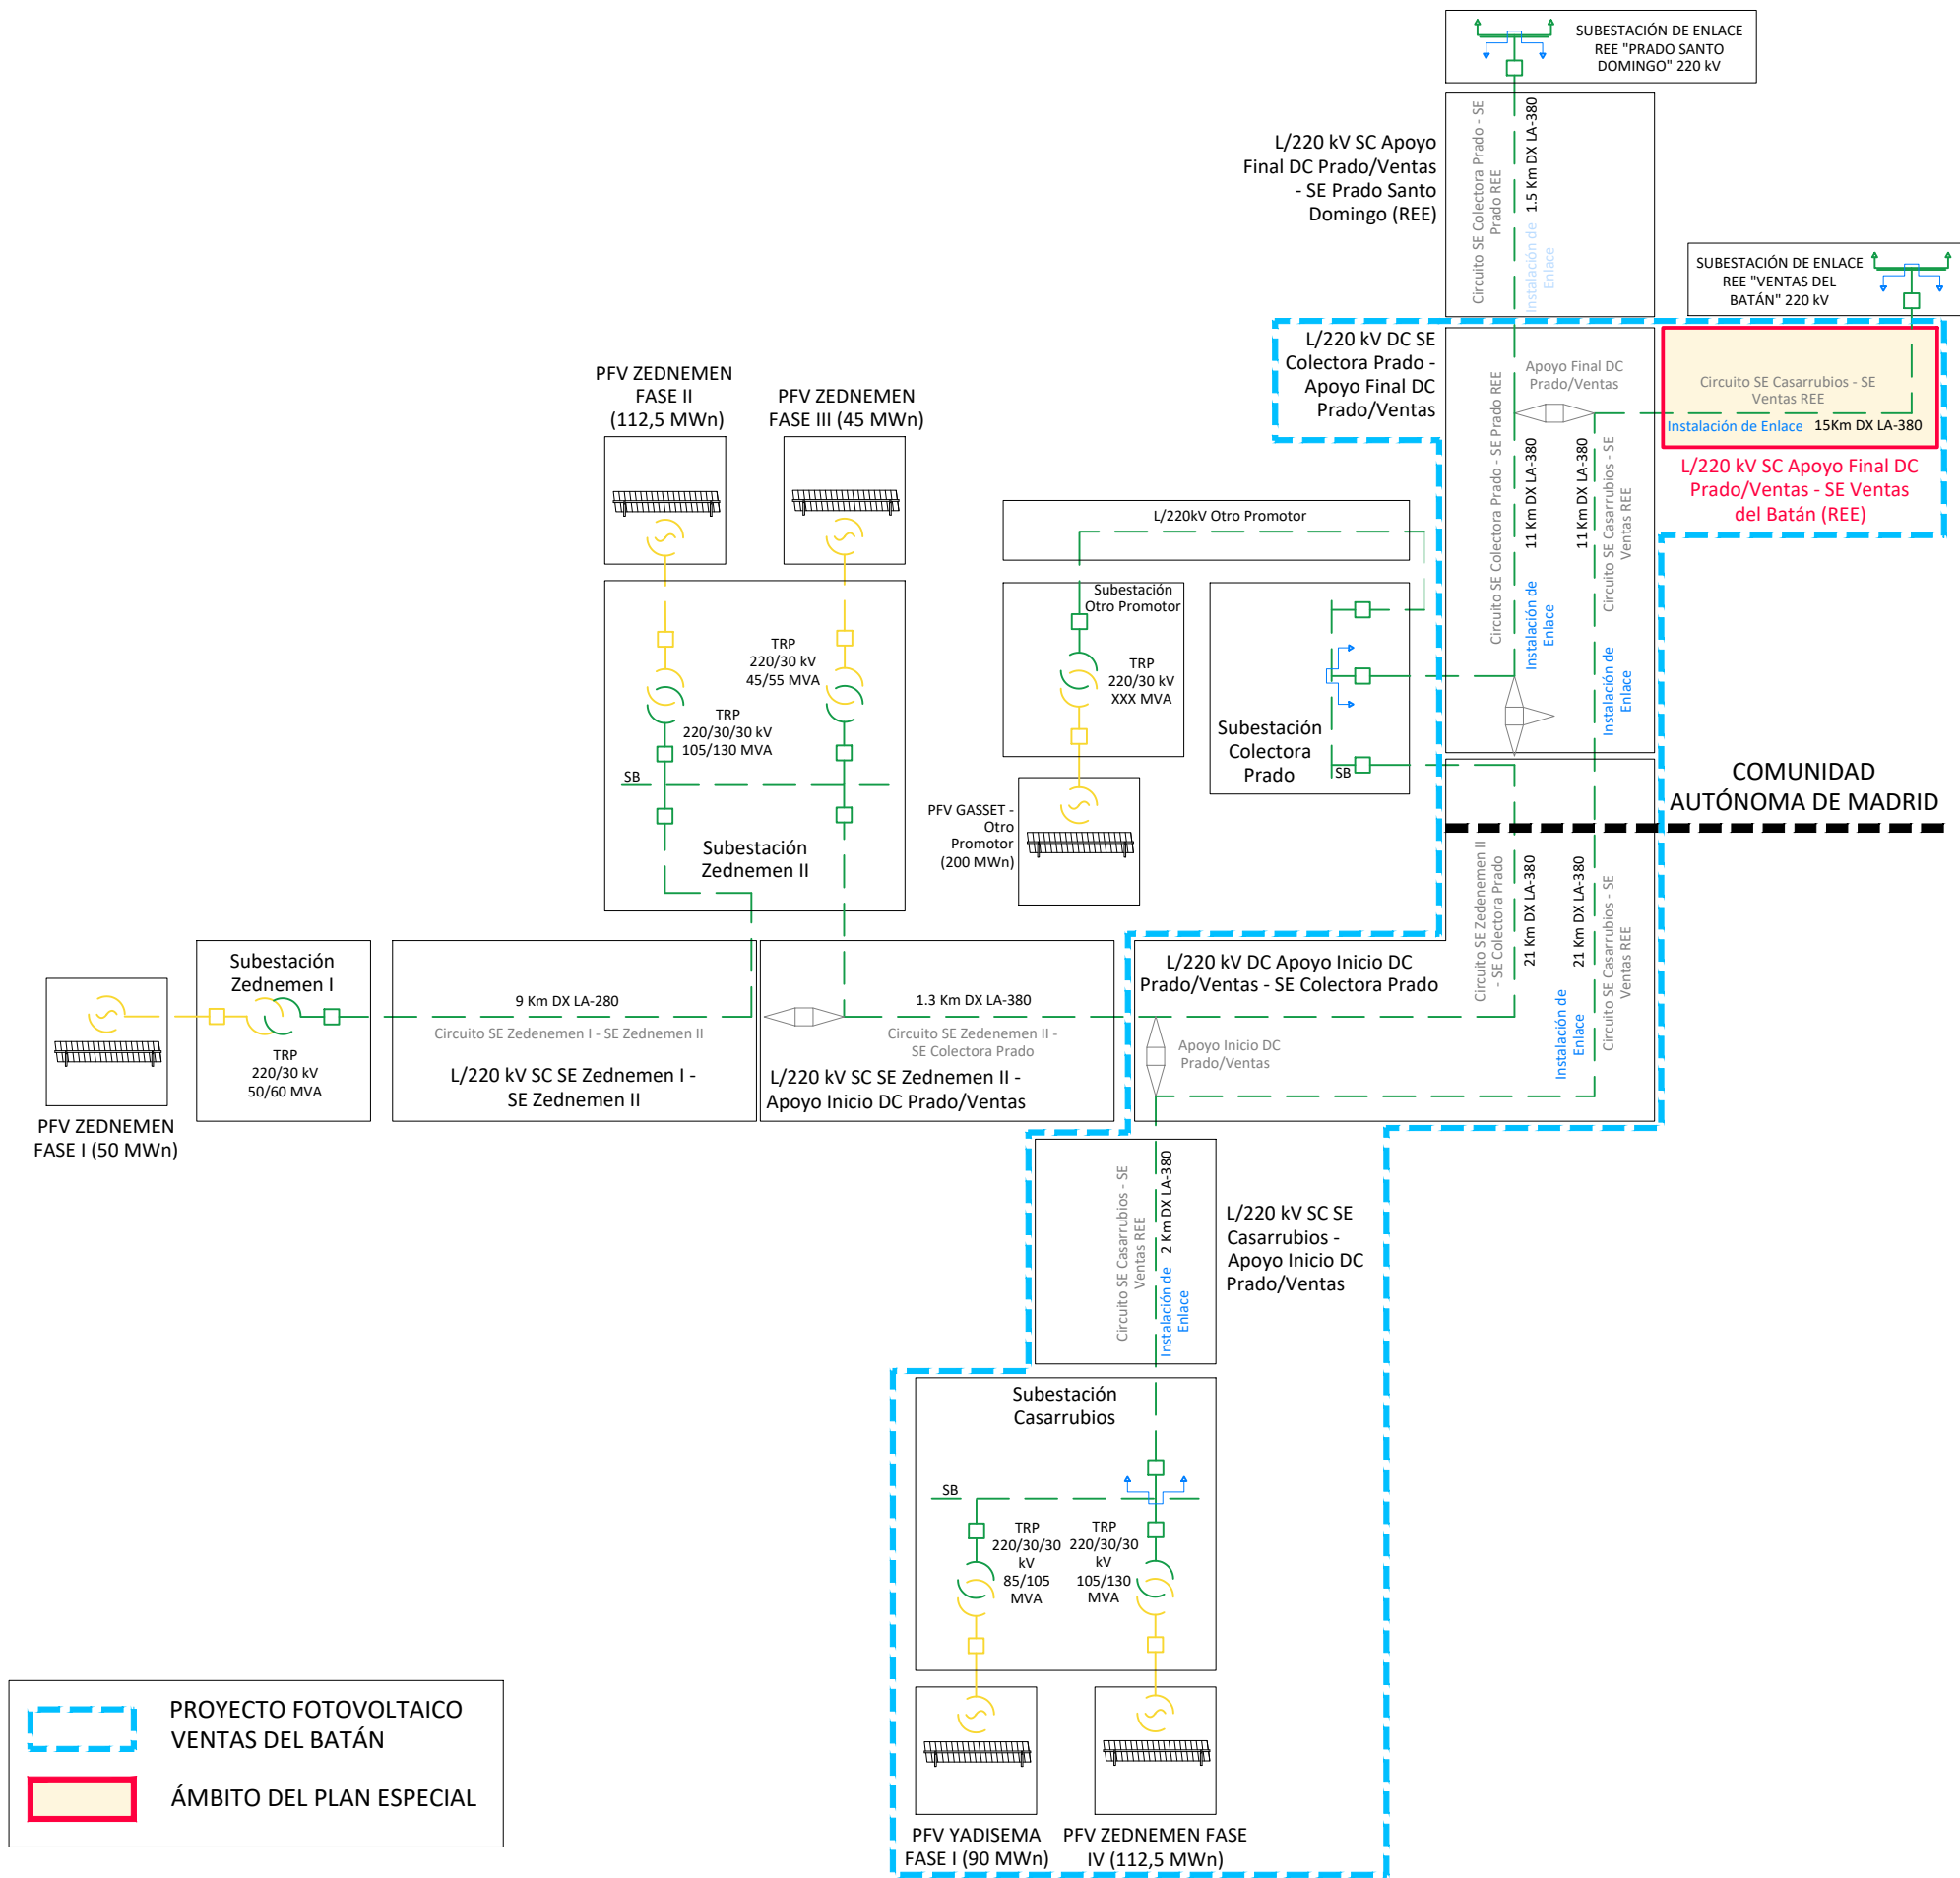 SUBESTACIÓN DE ENLACE
REE "PRADO SANTO
DOMINGO" 220 kV
L/220 kV SC Apoyo
Final DC Prado/Ventas
- SE Prado Santo
Domingo (REE)
Circuito SE Colectora Prado - SE
Prado REE
1.5 Km DX LA-380
Instalación de
Enlace
SUBESTACIÓN DE ENLACE
REE "VENTAS DEL
BATÁN" 220 kV
L/220 kV DC SE
Colectora Prado -
Apoyo Final DC
Prado/Ventas
Apoyo Final DC
Prado/Ventas
Circuito SE Casarrubios - SE
Ventas REE
Instalación de Enlace 15Km DX LA-380
L/220 kV SC Apoyo Final DC
Prado/Ventas - SE Ventas
del Batán (REE)
Circuito SE Colectora Prado - SE Prado REE
11 Km DX LA-380
Instalación de
Enlace
11 Km DX LA-380
Circuito SE Casarrubios - SE
Ventas REE
Instalación de
Enlace
PFV ZEDNEMEN
FASE II
(112,5 MWn)
PFV ZEDNEMEN
FASE III (45 MWn)
TRP
220/30 kV
45/55 MVA
TRP
220/30/30 kV
105/130 MVA
SB
Subestación
Zednemen II
L/220kV Otro Promotor
Subestación
Otro Promotor
TRP
220/30 kV
XXX MVA
PFV GASSET -
Otro
Promotor
(200 MWn)
Subestación
Colectora
Prado
SB
COMUNIDAD
AUTÓNOMA DE MADRID
Circuito SE Zedenemen II
- SE Colectora Prado
21 Km DX LA-380
21 Km DX LA-380
Circuito SE Casarrubios - SE
Ventas REE
Instalación de
Enlace
Subestación
Zednemen I
TRP
220/30 kV
50/60 MVA
PFV ZEDNEMEN
FASE I (50 MWn)
9 Km DX LA-280
Circuito SE Zedenemen I - SE Zednemen II
L/220 kV SC SE Zednemen I -
SE Zednemen II
1.3 Km DX LA-380
Circuito SE Zedenemen II -
SE Colectora Prado
L/220 kV SC SE Zednemen II -
Apoyo Inicio DC Prado/Ventas
L/220 kV DC Apoyo Inicio DC
Prado/Ventas - SE Colectora Prado
Apoyo Inicio DC
Prado/Ventas
Circuito SE Casarrubios - SE
Ventas REE
2 Km DX LA-380
Instalación de
Enlace
L/220 kV SC SE
Casarrubios -
Apoyo Inicio DC
Prado/Ventas
Subestación
Casarrubios
SB
TRP
220/30/30
kV
85/105
MVA
TRP
220/30/30
kV
105/130
MVA
PFV YADISEMA
FASE I (90 MWn)
PFV ZEDNEMEN FASE
IV (112,5 MWn)
PROYECTO FOTOVOLTAICO
VENTAS DEL BATÁN
ÁMBITO DEL PLAN ESPECIAL